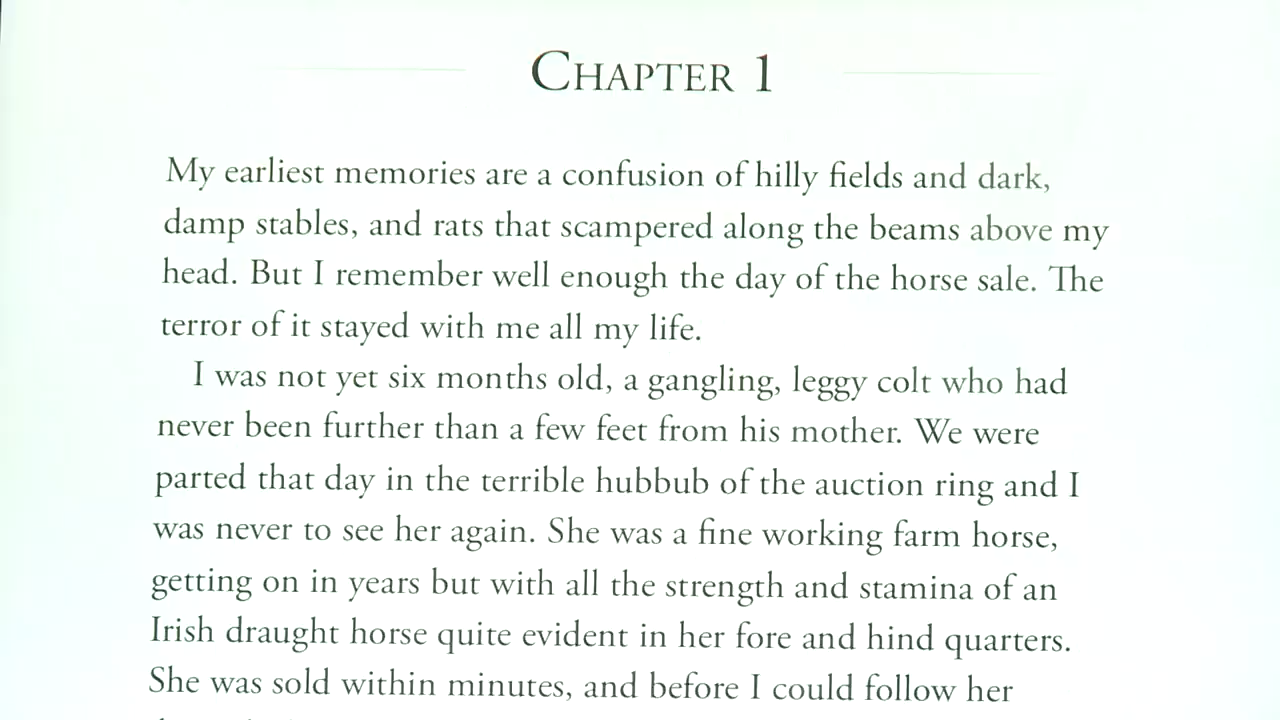 Chapter 1
My earliest memories are a confusion of hilly fields and dark,
damp stables, and rats that scampered along the beams above my
head. But I remember well enough the day of the horse sale. The
terror of it stayed with me all my life.
I was not yet six months old, a gangling, leggy colt who had
never been further than a few feet from his mother. We were
parted that day in the terrible hubbub of the auction ring and I
was never to see her again. She was a fine working farm horse,
getting on in years but with all the strength and stamina of an
Irish draught horse quite evident in her fore and hind quarters.
She was sold within minutes, and before I could follow her